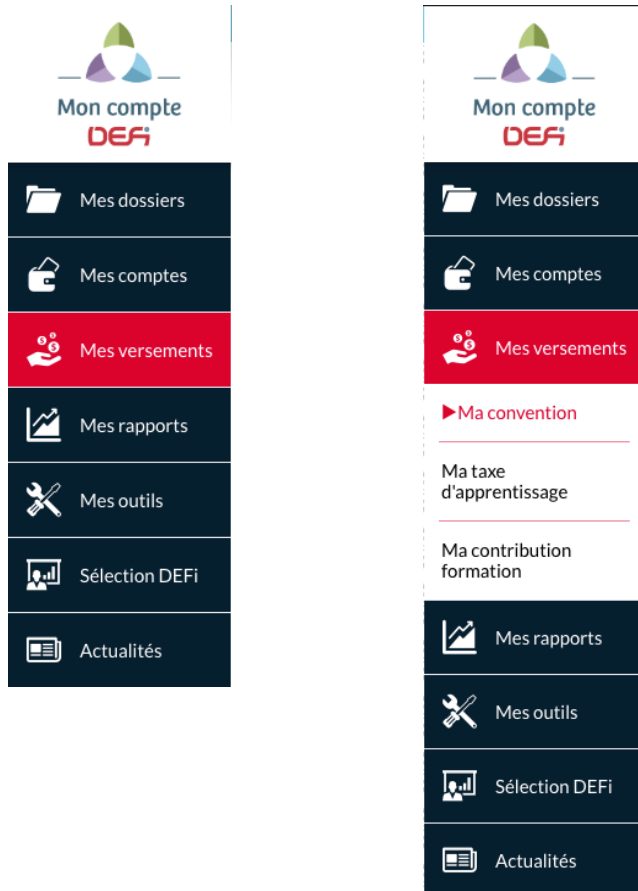 Mon compte
DEFi
Mes dossiers
Mes comptes
Mes versements
Mes rapports
Mes outils
Sélection DEFi
Actualités
Mon compte
DEFi
Mes dossiers
Mes comptes
Mes versements
▶Ma convention
Ma taxe
d'apprentissage
Ma contribution
formation
Mes rapports
Mes outils
Sélection DEFi
Actualités